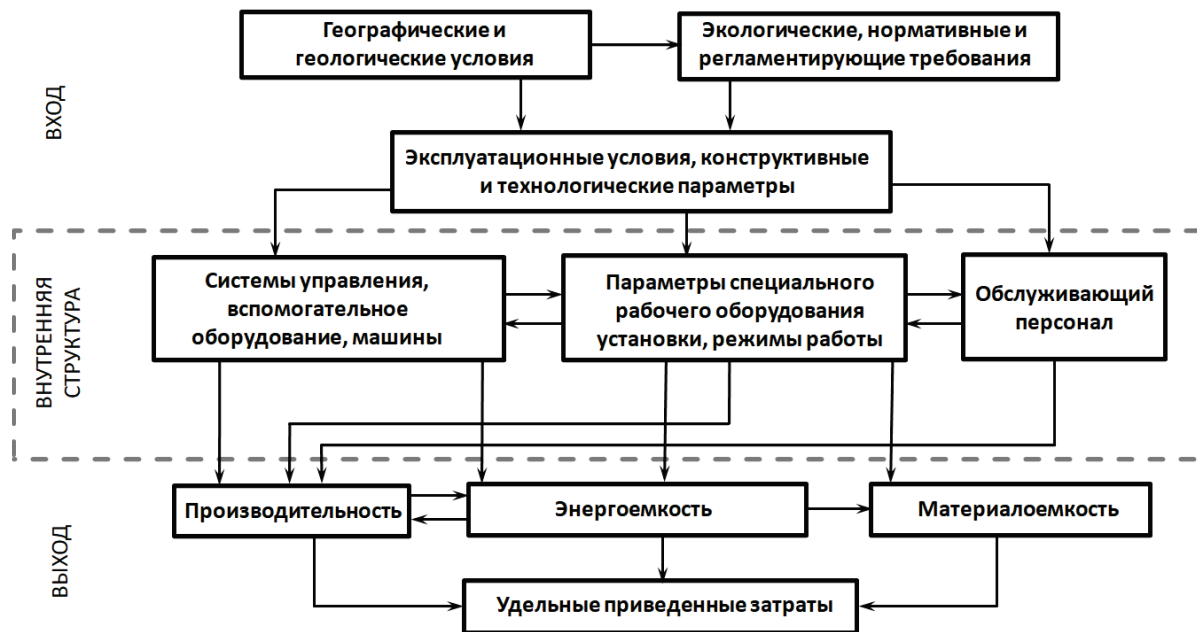 ВХОД
Географические и
геологические условия
Экологические, нормативные и
регламентирующие требования
Эксплуатационные условия, конструктивные
и технологические параметры
ВНУТРЕННЯЯ
СТРУКТУРА
Системы управления,
вспомогательное
оборудование, машины
Параметры специального
рабочего оборудования
установки, режимы работы
Обслуживающий
персонал
ВЫХОД
Производительность
Энергоемкость
Материалоемкость
Удельные приведенные затраты